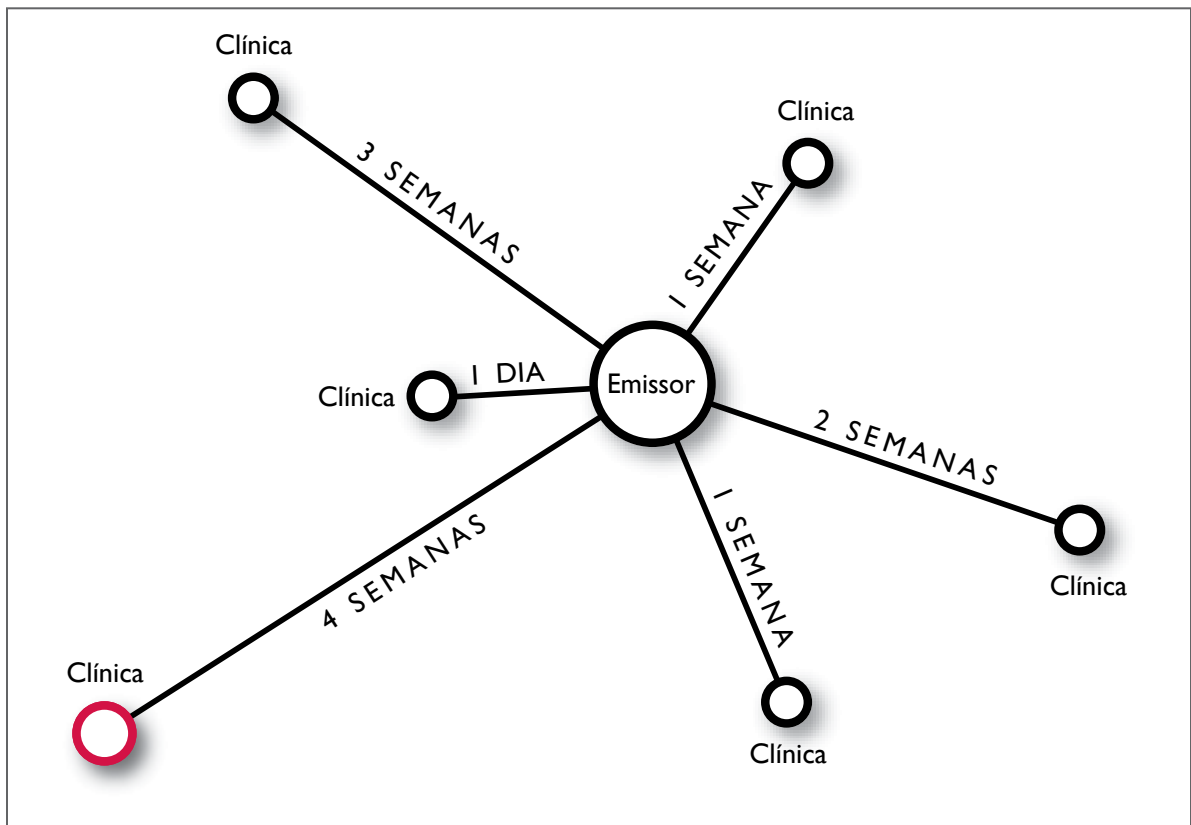 Clínica
Clínica
3 SEMANAS
1 SEMANA
Clínica
1 DIA
Emissor
2 SEMANAS
4 SEMANAS
1 SEMANA
Clínica
Clínica
Clínica